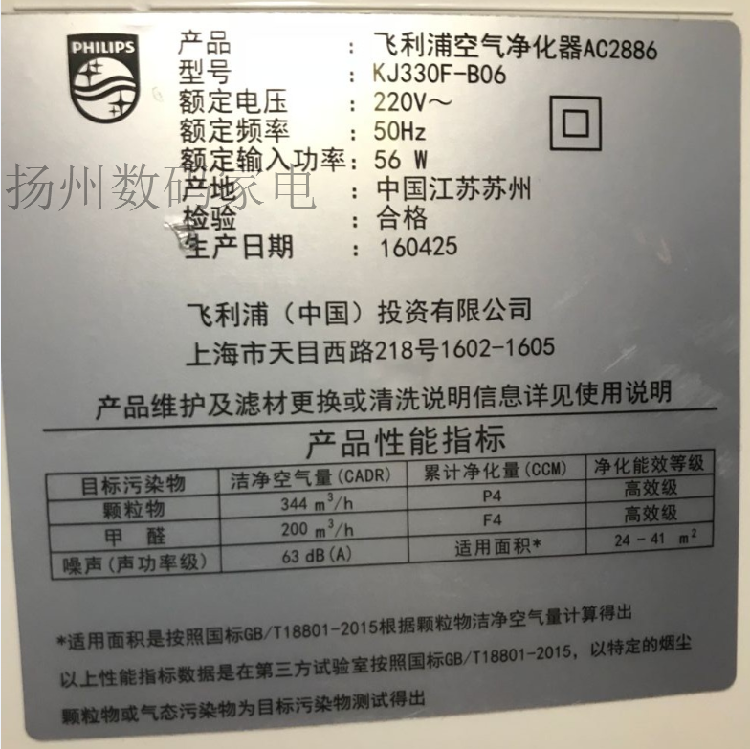 PHILIPS
产品 : 飞利浦空气净化器AC2886
型号 : KJ330F-B06
额定电压 : 220V～
额定频率 : 50Hz
额定输入功率: 56 W
产地 : 中国江苏苏州
检验 : 合格
生产日期 : 160425
扬州数码家电
飞利浦（中国）投资有限公司
上海市天目西路218号1602-1605
产品维护及滤材更换或清洗说明信息详见使用说明
产品性能指标
目标污染物 洁净空气量(CADR) 累计净化量(CCM) 净化能效等级
颗粒物 344 m³/h P4 高效级
甲 醛 200 m³/h F4 高效级
噪声(声功率级) 63 dB(A) 适用面积* 24-41 m²
*适用面积是按照国标GB/T18801-2015根据颗粒物洁净空气量计算得出
以上性能指标数据是在第三方试验室按照国标GB/T18801-2015，以特定的烟尘
颗粒物或气态污染物为目标污染物测试得出